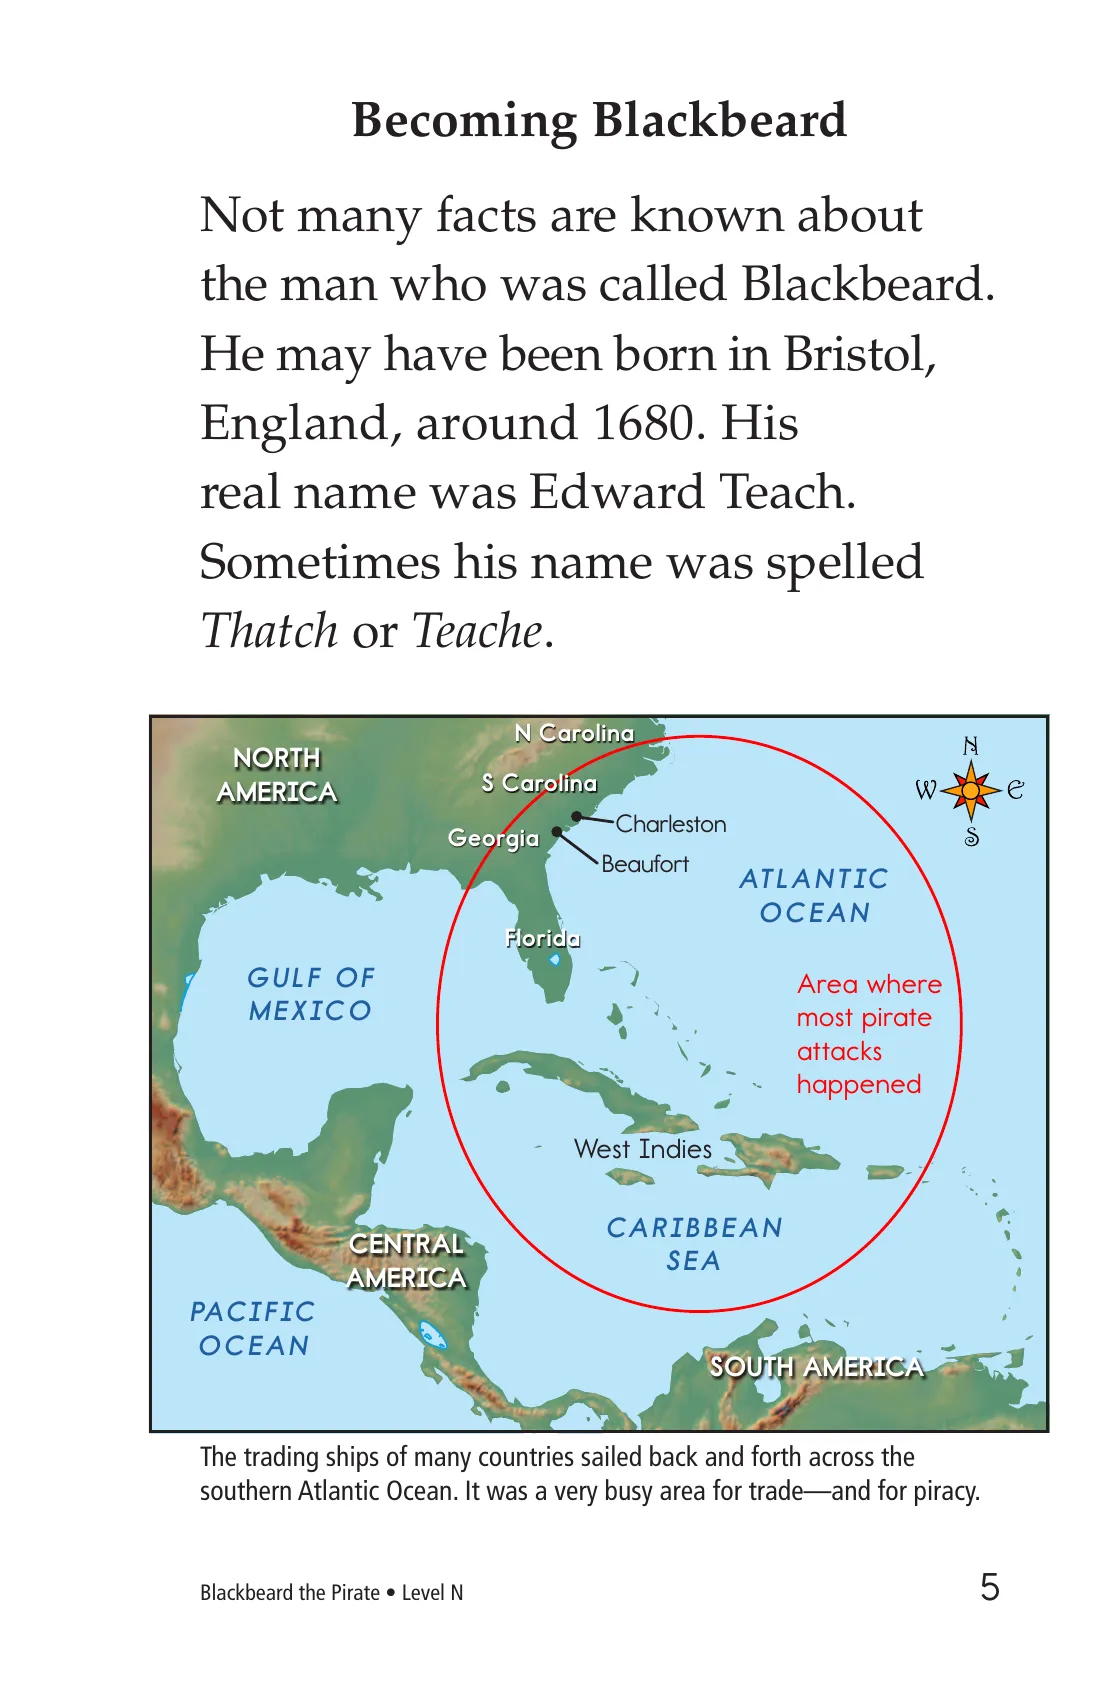 Becoming Blackbeard
Not many facts are known about
the man who was called Blackbeard.
He may have been born in Bristol,
England, around 1680. His
real name was Edward Teach.
Sometimes his name was spelled
Thatch or Teache.
N Carolina
NORTH
AMERICA
N
W E
S
S Carolina
Charleston
Georgia
Beaufort
ATLANTIC
OCEAN
Florida
GULF OF
MEXICO
Area where
most pirate
attacks
happened
West Indies
CARIBBEAN
SEA
CENTRAL
AMERICA
PACIFIC
OCEAN
SOUTH AMERICA
The trading ships of many countries sailed back and forth across the
southern Atlantic Ocean. It was a very busy area for trade—and for piracy.
Blackbeard the Pirate • Level N
5